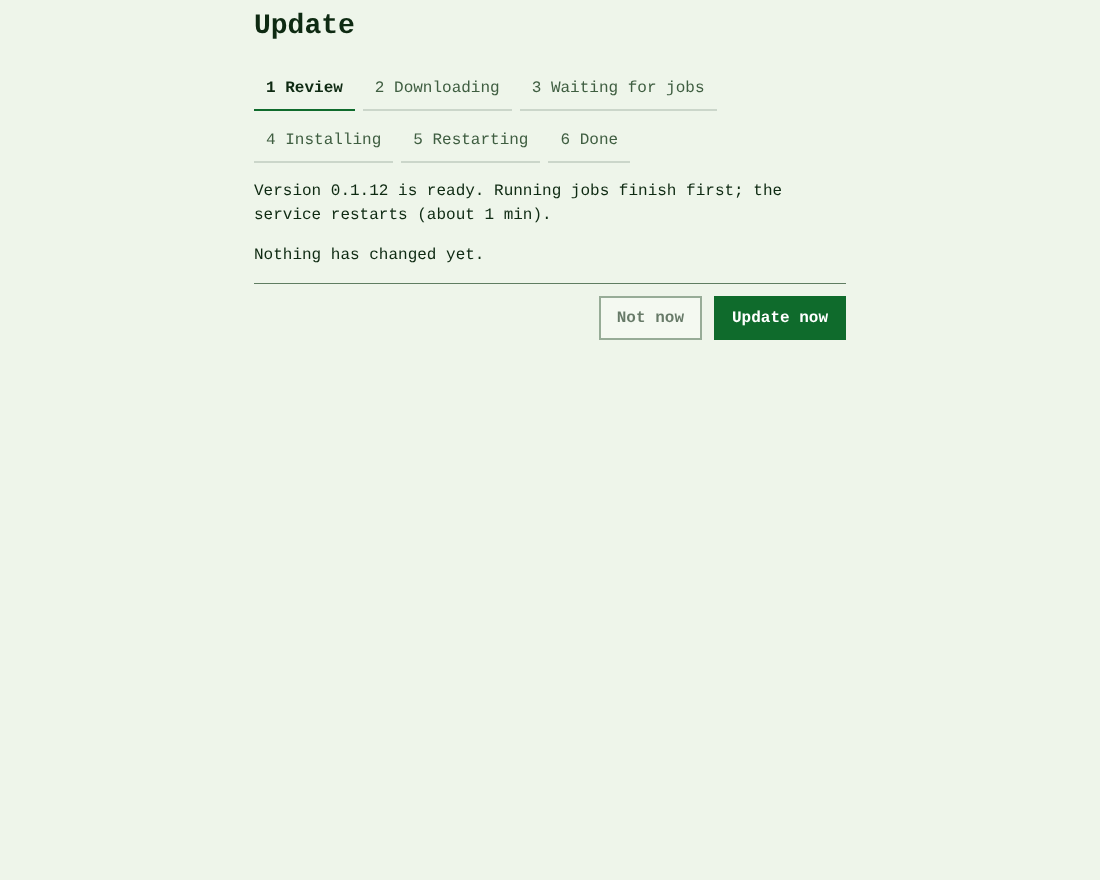 Update
1 Review 2 Downloading 3 Waiting for jobs
4 Installing 5 Restarting 6 Done
Version 0.1.12 is ready. Running jobs finish first; the
service restarts (about 1 min).
Nothing has changed yet.
Not now Update now